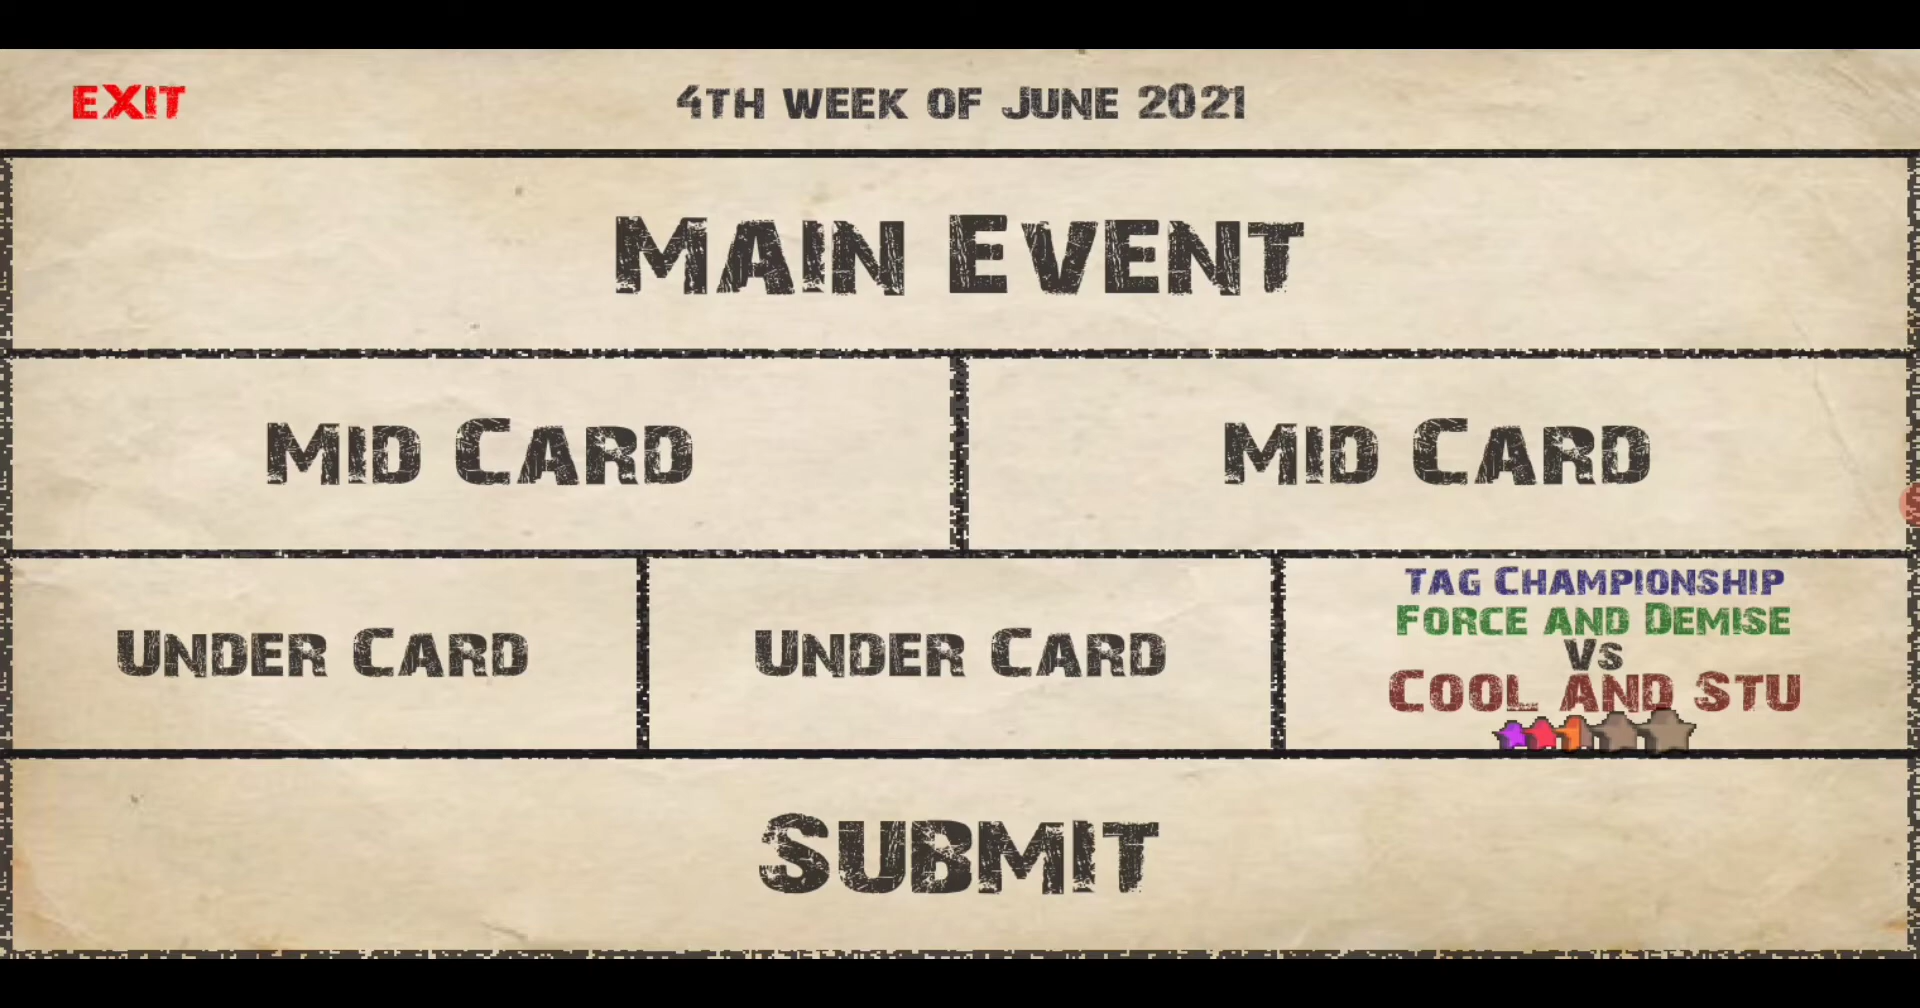 EXIT
4TH WEEK OF JUNE 2021
MAIN EVENT
MID CARD
MID CARD
UNDER CARD
UNDER CARD
TAG CHAMPIONSHIP
FORCE AND DEMISE
VS
COOL AND STU
SUBMIT